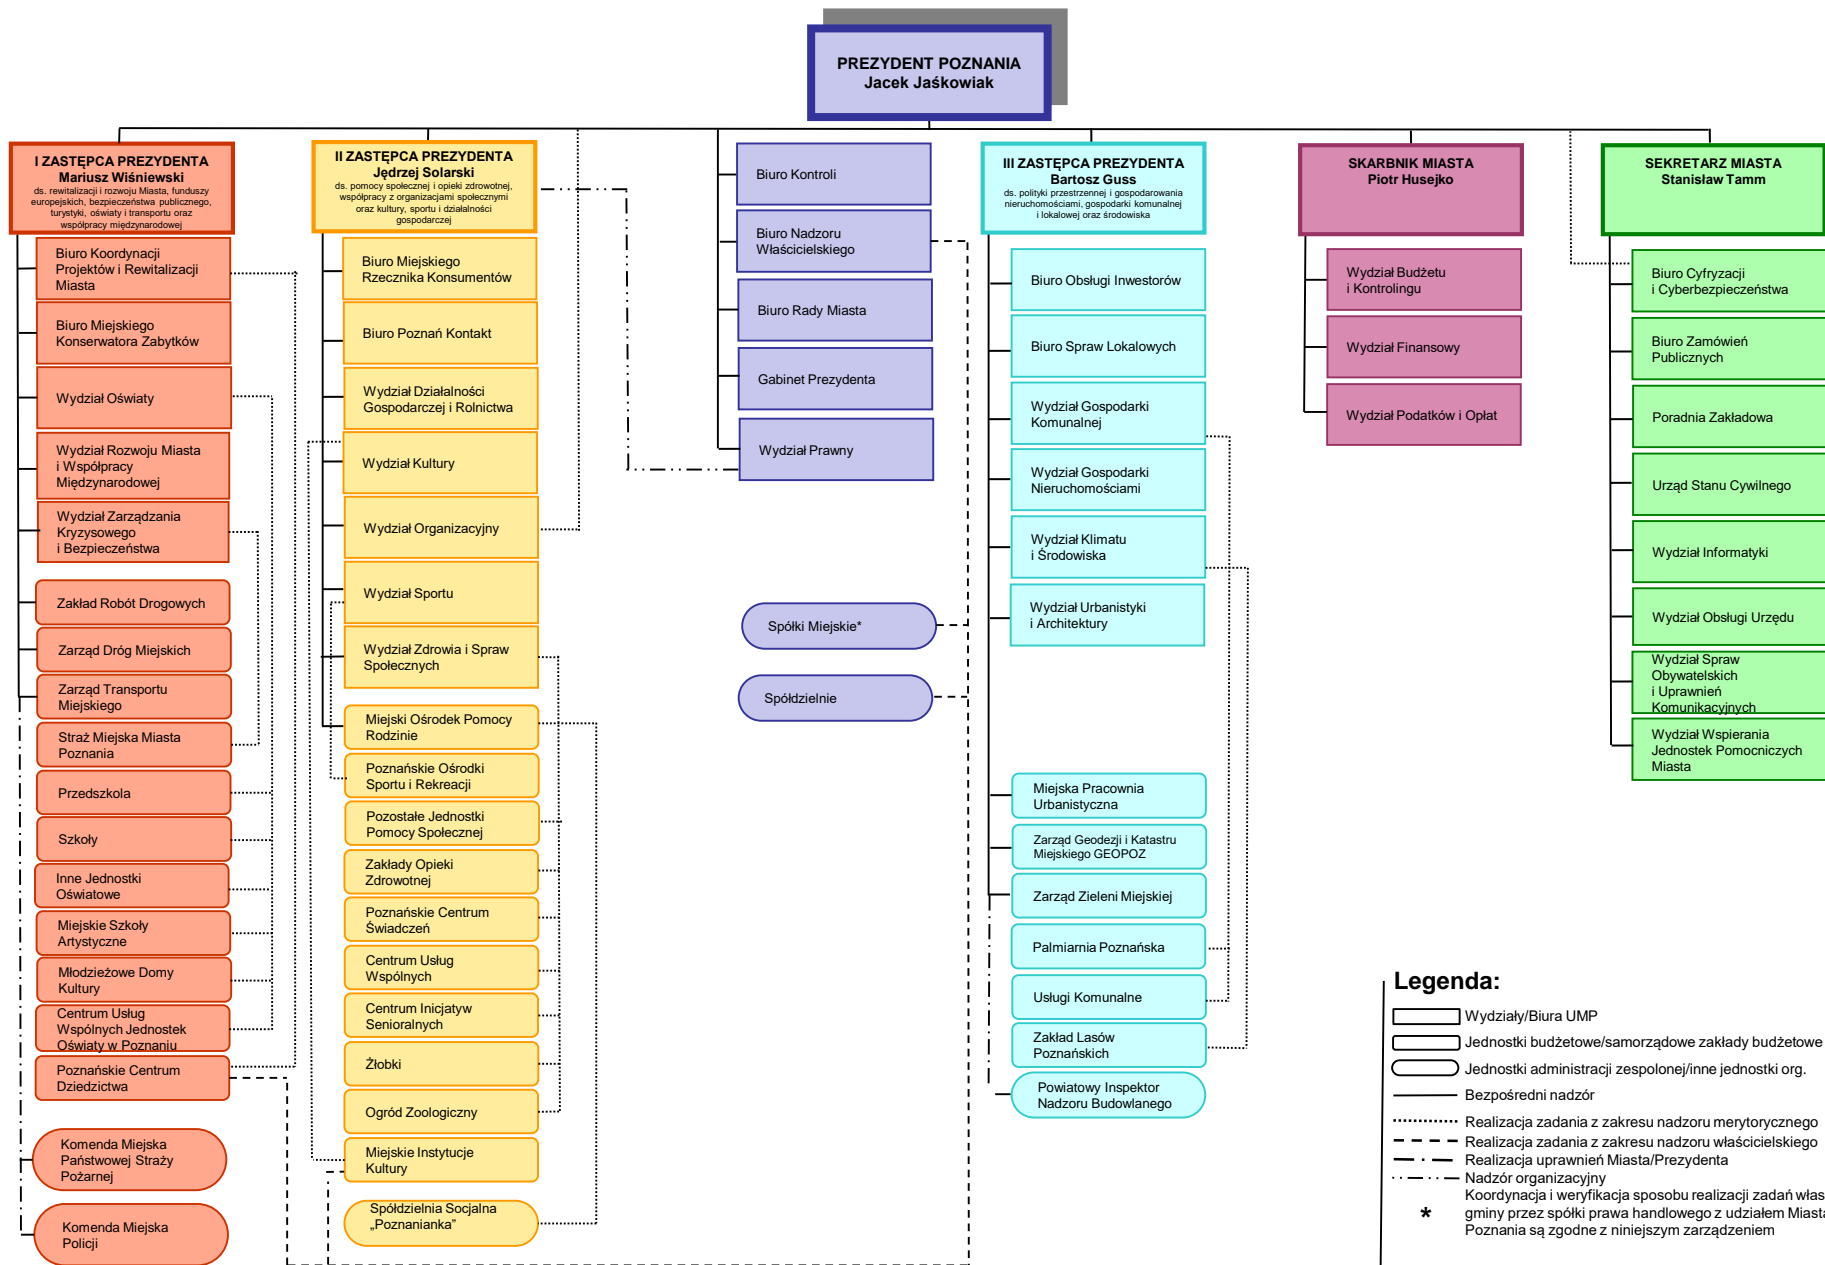 PREZYDENT POZNANIA
Jacek Jaśkowiak
I ZASTĘPCA PREZYDENTA
Mariusz Wiśniewski
ds. rewitalizacji i rozwoju Miasta, funduszy
europejskich, bezpieczeństwa publicznego,
turystyki, oświaty i transportu oraz
współpracy międzynarodowej
Biuro Koordynacji
Projektów i Rewitalizacji
Miasta
Biuro Miejskiego
Konserwatora Zabytków
Wydział Oświaty
Wydział Rozwoju Miasta
i Współpracy
Międzynarodowej
Wydział Zarządzania
Kryzysowego
i Bezpieczeństwa
Zakład Robót Drogowych
Zarząd Dróg Miejskich
Zarząd Transportu
Miejskiego
Straż Miejska Miasta
Poznania
Przedszkola
Szkoły
Inne Jednostki
Oświatowe
Miejskie Szkoły
Artystyczne
Młodzieżowe Domy
Kultury
Centrum Usług
Wspólnych Jednostek
Oświaty w Poznaniu
Poznańskie Centrum
Dziedzictwa
Komenda Miejska
Państwowej Straży
Pożarnej
Komenda Miejska
Policji
II ZASTĘPCA PREZYDENTA
Jędrzej Solarski
ds. pomocy społecznej i opieki zdrowotnej,
współpracy z organizacjami społecznymi
oraz kultury, sportu i działalności
gospodarczej
Biuro Miejskiego
Rzecznika Konsumentów
Biuro Poznań Kontakt
Wydział Działalności
Gospodarczej i Rolnictwa
Wydział Kultury
Wydział Organizacyjny
Wydział Sportu
Wydział Zdrowia i Spraw
Społecznych
Miejski Ośrodek Pomocy
Rodzinie
Poznańskie Ośrodki
Sportu i Rekreacji
Pozostałe Jednostki
Pomocy Społecznej
Zakłady Opieki
Zdrowotnej
Poznańskie Centrum
Świadczeń
Centrum Usług
Wspólnych
Centrum Inicjatyw
Senioralnych
Żłobki
Ogród Zoologiczny
Miejskie Instytucje
Kultury
Spółdzielnia Socjalna
„Poznanianka”
Biuro Kontroli
Biuro Nadzoru
Właścicielskiego
Biuro Rady Miasta
Gabinet Prezydenta
Wydział Prawny
Spółki Miejskie*
Spółdzielnie
III ZASTĘPCA PREZYDENTA
Bartosz Guss
ds. polityki przestrzennej i gospodarowania
nieruchomościami, gospodarki komunalnej
i lokalowej oraz środowiska
Biuro Obsługi Inwestorów
Biuro Spraw Lokalowych
Wydział Gospodarki
Komunalnej
Wydział Gospodarki
Nieruchomościami
Wydział Klimatu
i Środowiska
Wydział Urbanistyki
i Architektury
Miejska Pracownia
Urbanistyczna
Zarząd Geodezji i Katastru
Miejskiego GEOPOZ
Zarząd Zieleni Miejskiej
Palmiarnia Poznańska
Usługi Komunalne
Zakład Lasów
Poznańskich
Powiatowy Inspektor
Nadzoru Budowlanego
SKARBNIK MIASTA
Piotr Husejko
Wydział Budżetu
i Kontrolingu
Wydział Finansowy
Wydział Podatków i Opłat
SEKRETARZ MIASTA
Stanisław Tamm
Biuro Cyfryzacji
i Cyberbezpieczeństwa
Biuro Zamówień
Publicznych
Poradnia Zakładowa
Urząd Stanu Cywilnego
Wydział Informatyki
Wydział Obsługi Urzędu
Wydział Spraw
Obywatelskich
i Uprawnień
Komunikacyjnych
Wydział Wspierania
Jednostek Pomocniczych
Miasta
Legenda:
Wydziały/Biura UMP
Jednostki budżetowe/samorządowe zakłady budżetowe
Jednostki administracji zespolonej/inne jednostki org.
Bezpośredni nadzór
Realizacja zadania z zakresu nadzoru merytorycznego
Realizacja zadania z zakresu nadzoru właścicielskiego
Realizacja uprawnień Miasta/Prezydenta
Nadzór organizacyjny
Koordynacja i weryfikacja sposobu realizacji zadań włas
* gminy przez spółki prawa handlowego z udziałem Miasta
Poznania są zgodne z niniejszym zarządzeniem